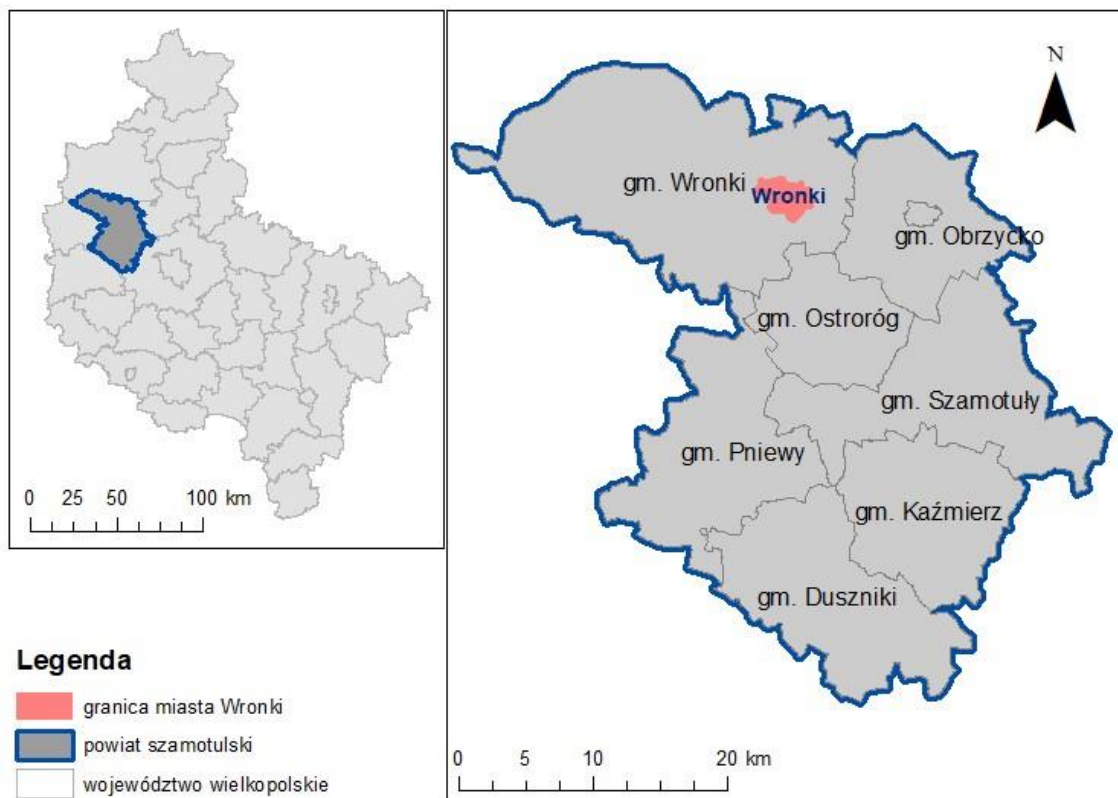 0 25 50 100 km
N
gm. Wronki
Wronki
gm. Obrzycko
gm. Ostroróg
gm. Szamotuły
gm. Pniewy
gm. Kaźmierz
gm. Duszniki
0 5 10 20 km
Legenda
granica miasta Wronki
powiat szamotulski
województwo wielkopolskie